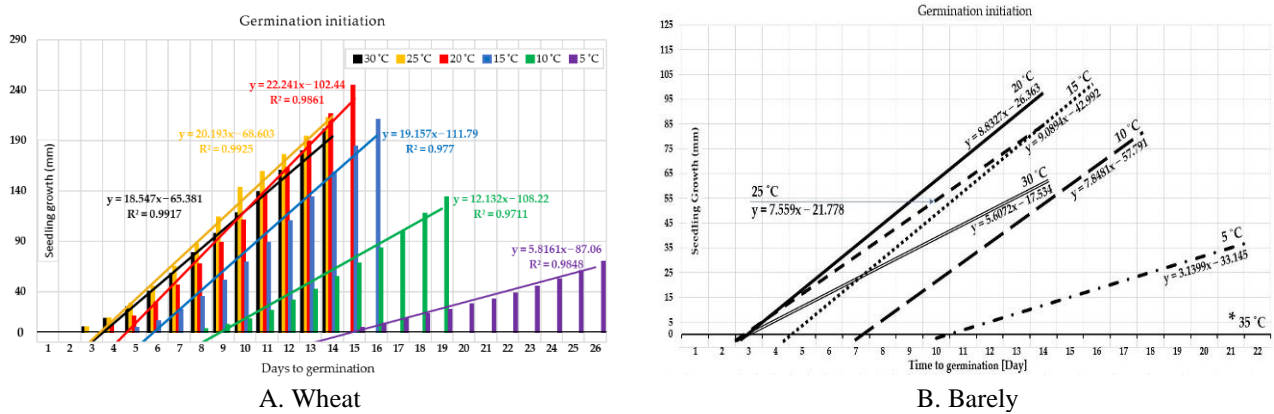 Germination initiation
290
240
190
140
90
40
0
Seedling growth (mm)
30 °C 25 °C 20 °C 15 °C 10 °C 5 °C
y = 22.241x – 102.44
R² = 0.9861
y = 20.193x – 68.603
R² = 0.9925
y = 19.157x – 111.79
R² = 0.977
y = 18.547x – 65.381
R² = 0.9917
y = 12.132x – 108.22
R² = 0.9711
y = 5.8161x – 87.06
R² = 0.9848
1 2 3 4 5 6 7 8 9 10 11 12 13 14 15 16 17 18 19 20 21 22 23 24 25 26
Days to germination
A. Wheat
Germination initiation
125
115
105
95
85
75
65
55
45
35
25
15
5
0
Seedling Growth (mm)
20 °C
y = 8.8327x – 26.363
15 °C
y = 9.0894x – 42.992
10 °C
y = 7.8481x – 57.791
30 °C
y = 5.6072x – 17.534
25 °C
y = 7.559x – 21.778
5 °C
y = 3.1399x – 33.145
* 35 °C
1 2 3 4 5 6 7 8 9 10 11 12 13 14 15 16 17 18 19 20 21 22
Time to germination [Day]
B. Barely